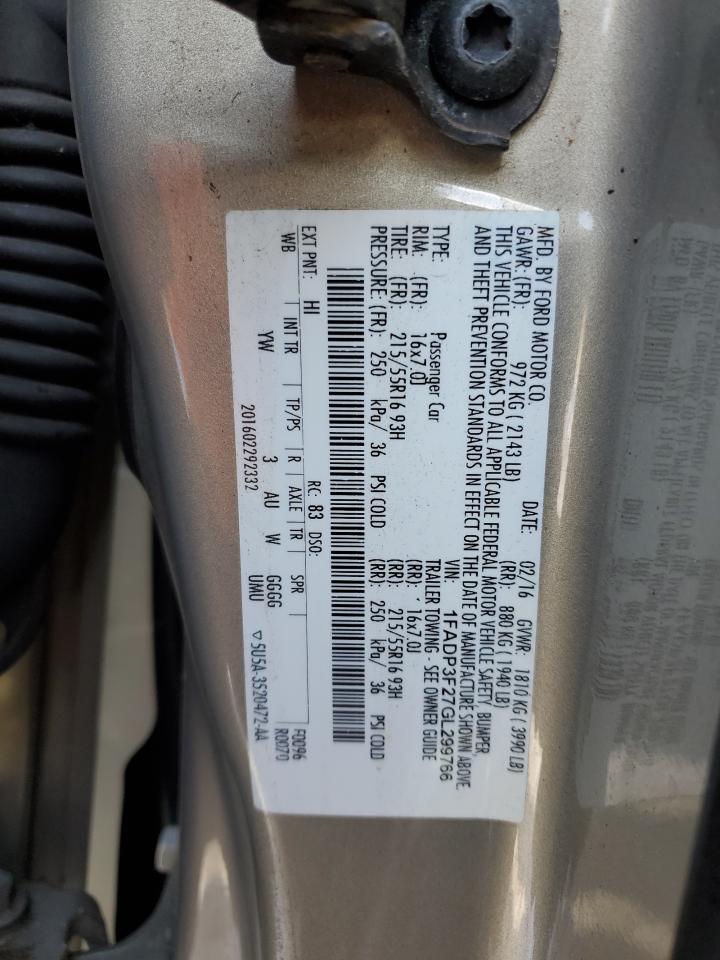 MFD. BY FORD MOTOR CO. DATE: 02/16 GVWR: 1810 KG ( 3990 LB)
GAWR: (FR): 972 KG ( 2143 LB) (RR): 880 KG ( 1940 LB)
THIS VEHICLE CONFORMS TO ALL APPLICABLE FEDERAL MOTOR VEHICLE SAFETY, BUMPER,
AND THEFT PREVENTION STANDARDS IN EFFECT ON THE DATE OF MANUFACTURE SHOWN ABOVE.
VIN: 1FADP3F27GL299766
TYPE: Passenger Car TRAILER TOWING - SEE OWNER GUIDE
RIM: (FR): 16x7.0J (RR): 16x7.0J
TIRE: (FR): 215/55R16 93H (RR): 215/55R16 93H
PRESSURE: (FR): 250 kPa/ 36 PSI COLD (RR): 250 kPa/ 36 PSI COLD
EXT PNT: HI RC: 83 DSO: F0096
WB INT TR TP/PS R AXLE TR SPR R0070
YW 3 AU W GGGG
UMU
201602292332 ▽5U5A-3520472-AA